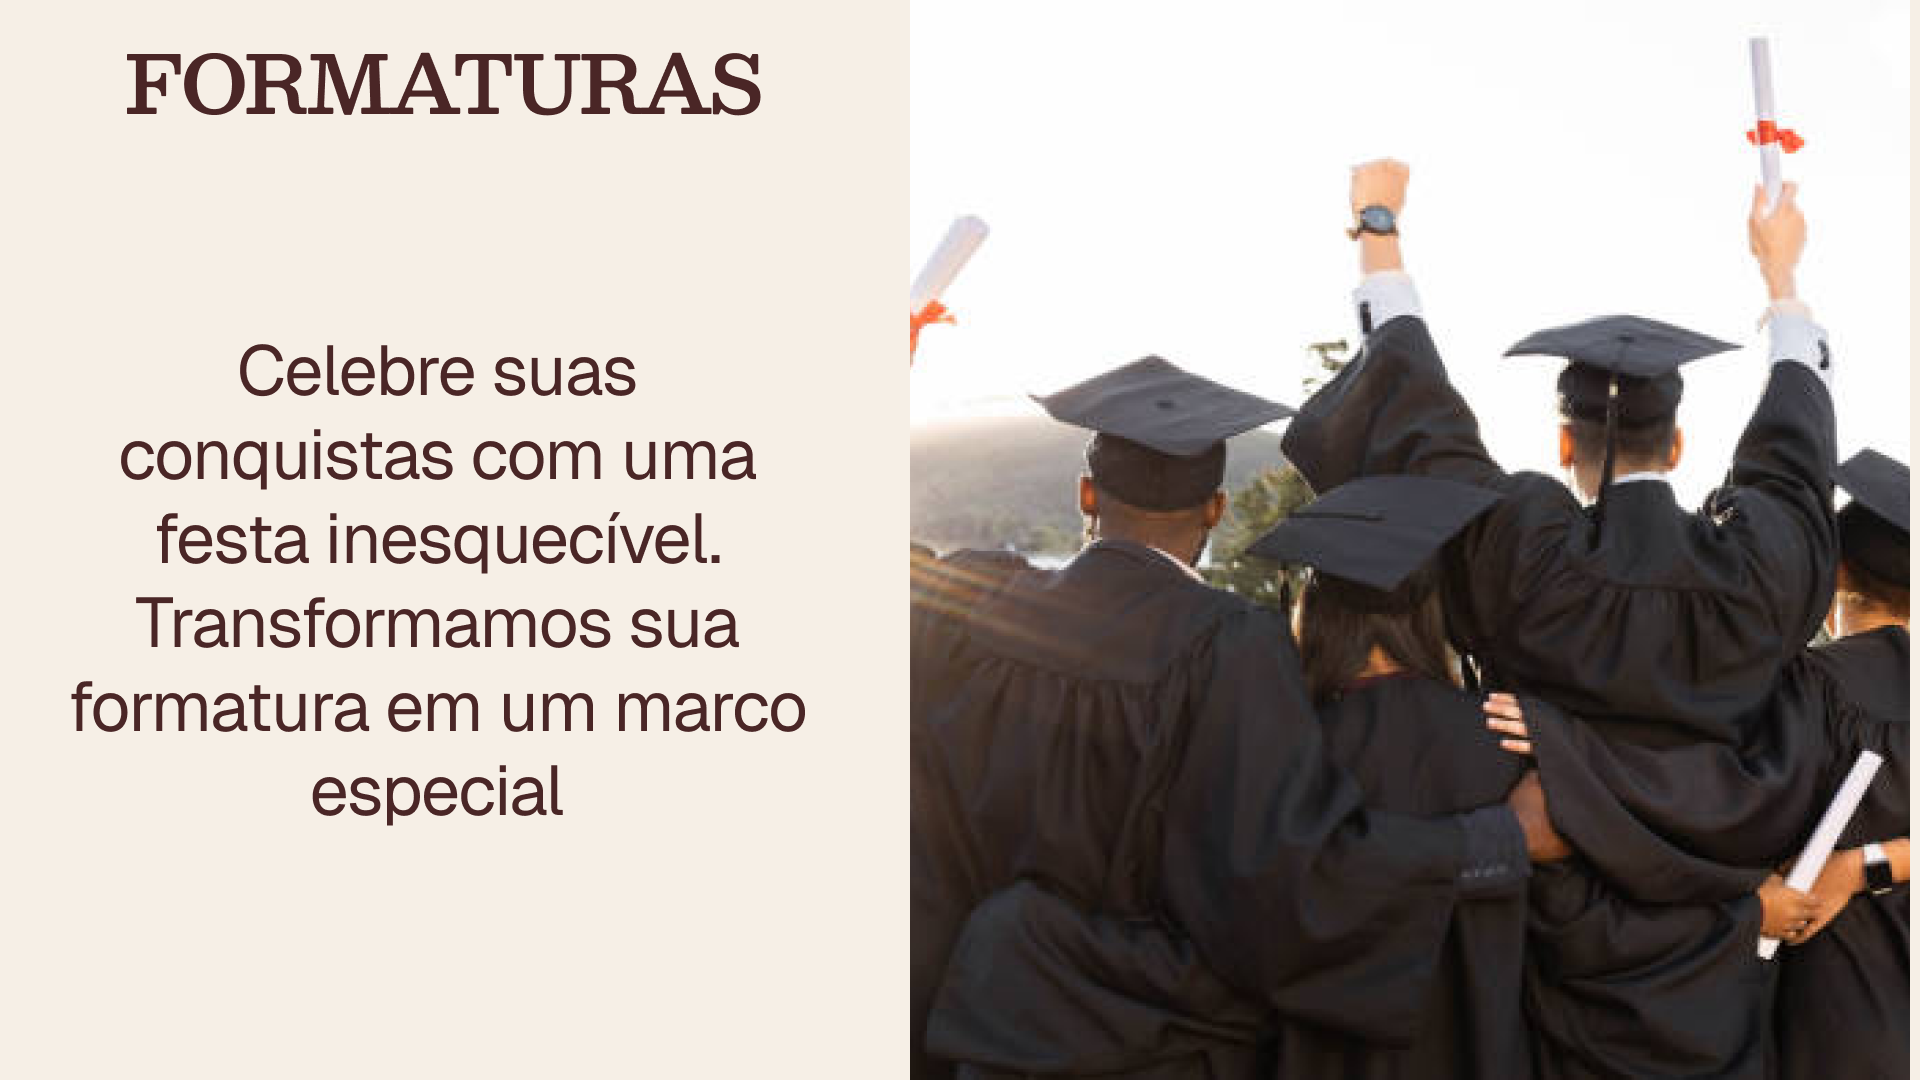 FORMATURAS
Celebre suas
conquistas com uma
festa inesquecível.
Transformamos sua
formatura em um marco
especial